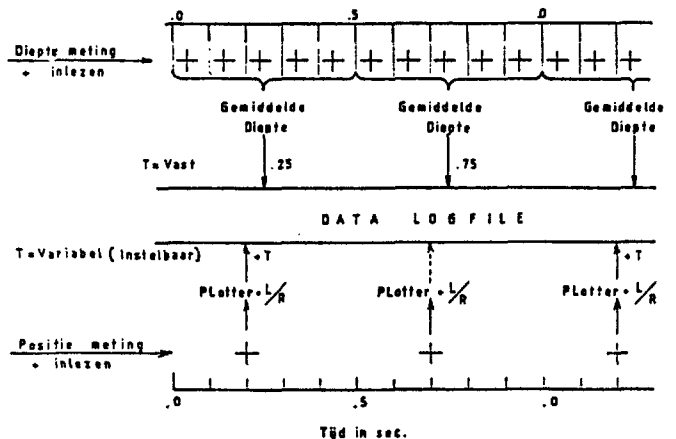 .0 .5 .0
Diepte meting
+ inlezen
Gemiddelde Gemiddelde Gemiddelde
Diepte Diepte Diepte
T=Vast .25 .75
DATA LOGFILE
T=Variabel (Instelbaar) +T +T
PLotter+L/R PLotter+L/R PLotter+L/R
Positie meting
+ inlezen
.0 .5 .0
Tijd in sec.